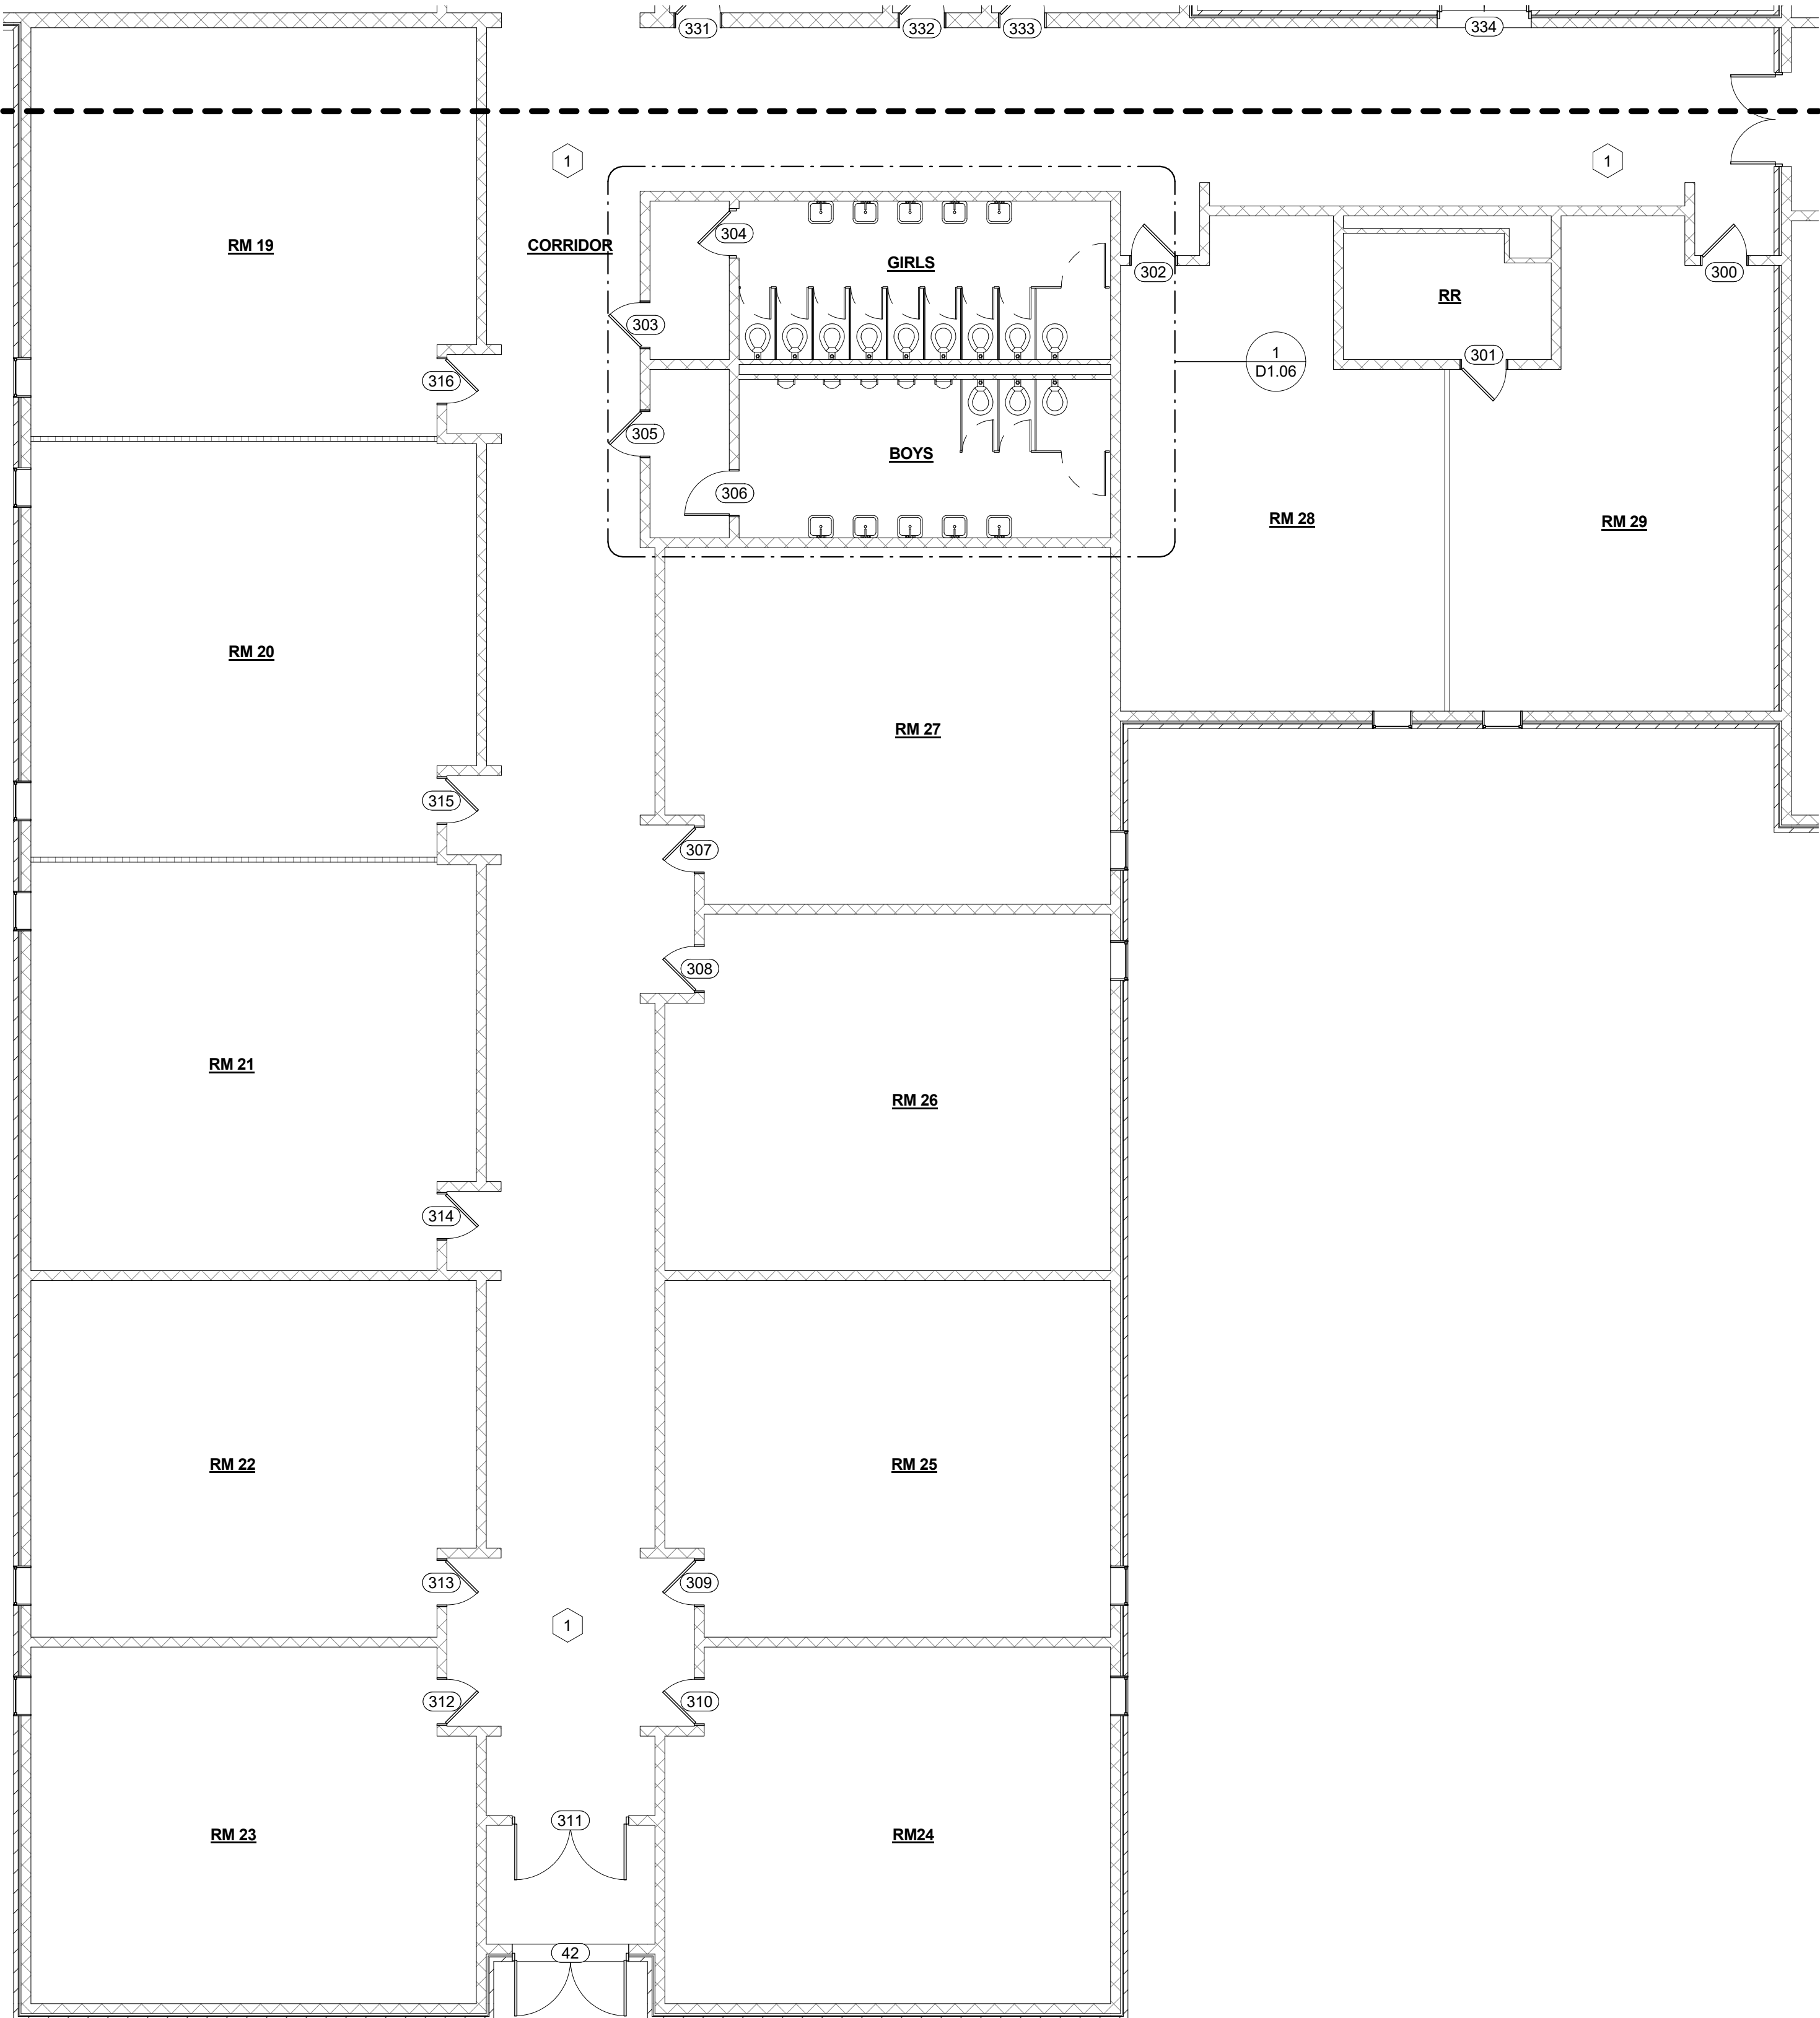 331
332
333
334
1
1
304
RM 19
CORRIDOR
GIRLS
302
300
RR
303
301
1
D1.06
316
305
BOYS
306
RM 28
RM 29
RM 20
RM 27
315
307
308
RM 21
RM 26
314
RM 22
RM 25
313
309
1
312
310
311
RM 23
RM24
42